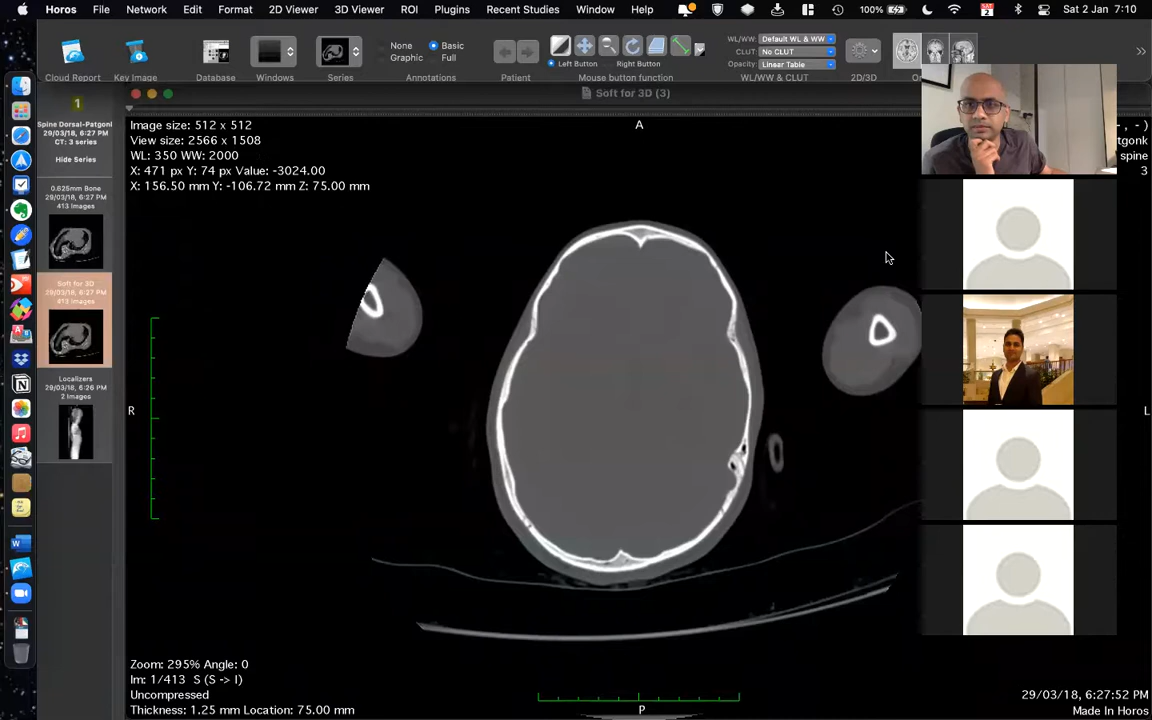 Horos File Network Edit Format 2D Viewer 3D Viewer ROI Plugins Recent Studies Window Help 100% SAT 2 Sat 2 Jan 7:10
None
Graphic
Basic
Full
WL/WW: Default WL & WW
CLUT: No CLUT
Opacity: Linear Table
Left Button Right Button
Cloud Report Key Image Database Windows Series Annotations Patient Mouse button function WL/WW & CLUT 2D/3D
Soft for 3D (3)
1
Spine Dorsal-Patgoni
29/03/18, 6:27 PM
CT: 3 series
Hide Series
0.625mm Bone
29/03/18, 6:27 PM
413 Images
Soft for 3D
29/03/18, 6:27 PM
413 Images
Localizers
29/03/18, 6:26 PM
2 Images
Image size: 512 x 512
View size: 2566 x 1508
WL: 350 WW: 2000
X: 471 px Y: 74 px Value: -3024.00
X: 156.50 mm Y: -106.72 mm Z: 75.00 mm
A
( - , - )
tgonk
spine
3
R
L
Zoom: 295% Angle: 0
Im: 1/413 S (S -> I)
Uncompressed
Thickness: 1.25 mm Location: 75.00 mm
P
29/03/18, 6:27:52 PM
Made In Horos